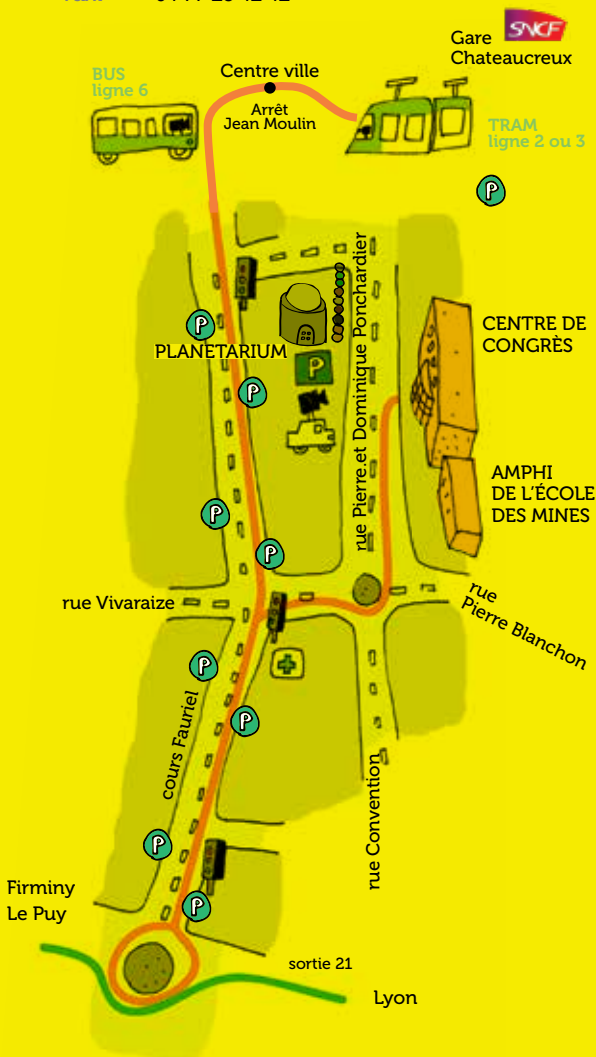 SNCF
Gare
Chateaucreux
BUS
ligne 6
Centre ville
Arrêt
Jean Moulin
TRAM
ligne 2 ou 3
P
P
PLANETARIUM
P
P
rue Pierre et Dominique Ponchardier
CENTRE DE
CONGRÈS
AMPHI
DE L'ÉCOLE
DES MINES
P
P
rue Vivaraize
rue
Pierre Blanchon
P
cours Fauriel
P
rue Convention
P
Firminy
Le Puy
P
sortie 21
Lyon